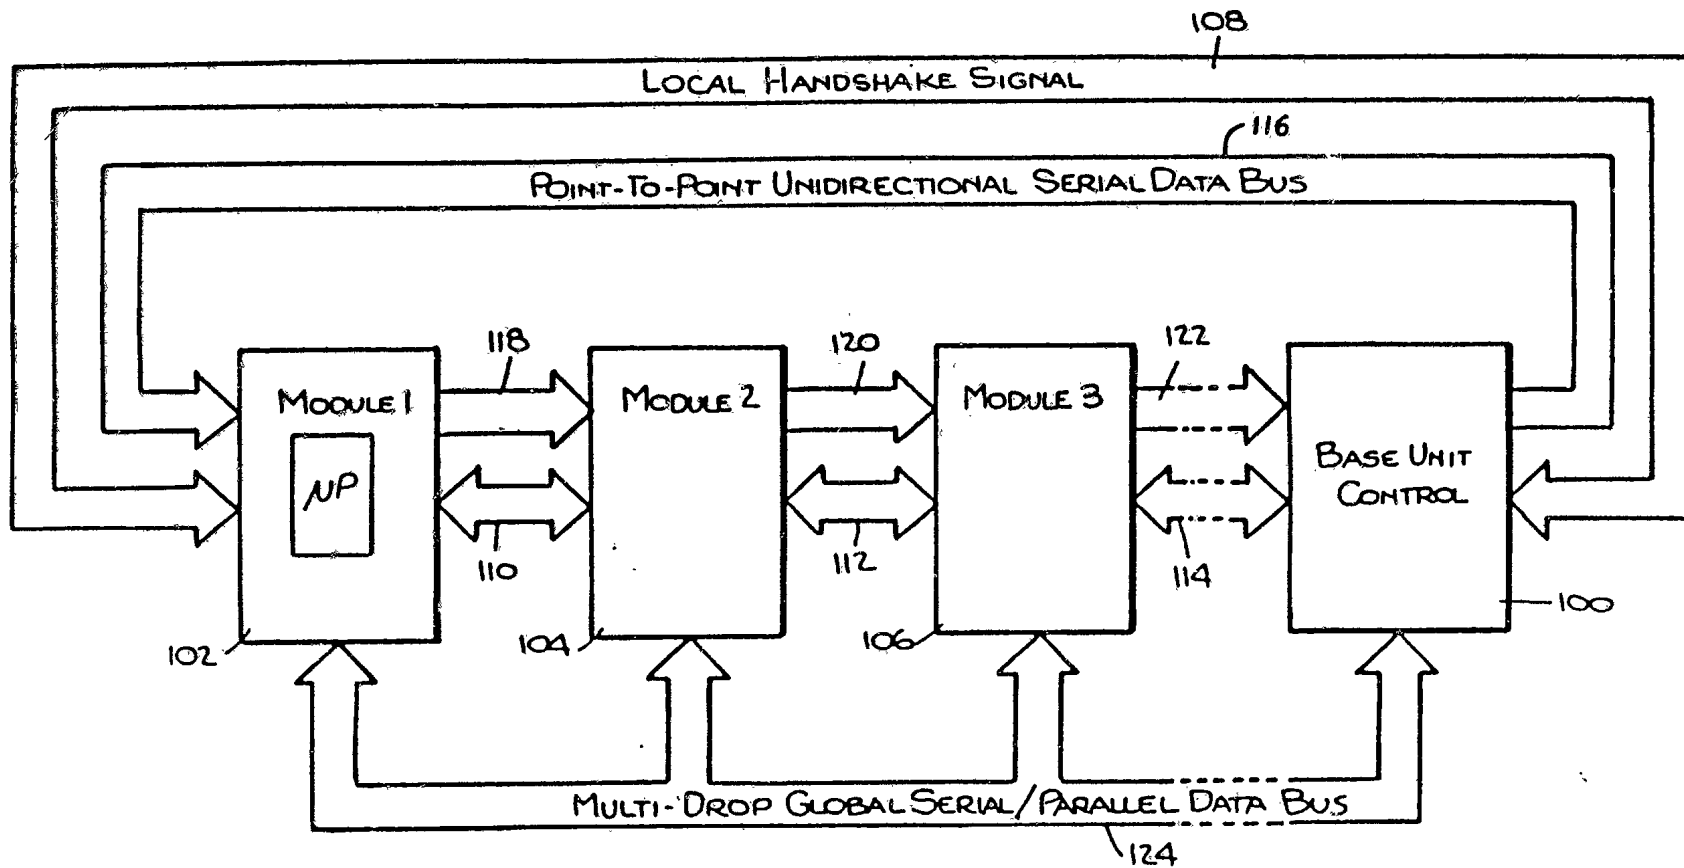 108
LOCAL HANDSHAKE SIGNAL
116
POINT-TO-POINT UNIDIRECTIONAL SERIAL DATA BUS
118
120
122
MODULE 1
MODULE 2
MODULE 3
BASE UNIT
CONTROL
μP
110
112
114
100
102
104
106
MULTI-DROP GLOBAL SERIAL/PARALLEL DATA BUS
124